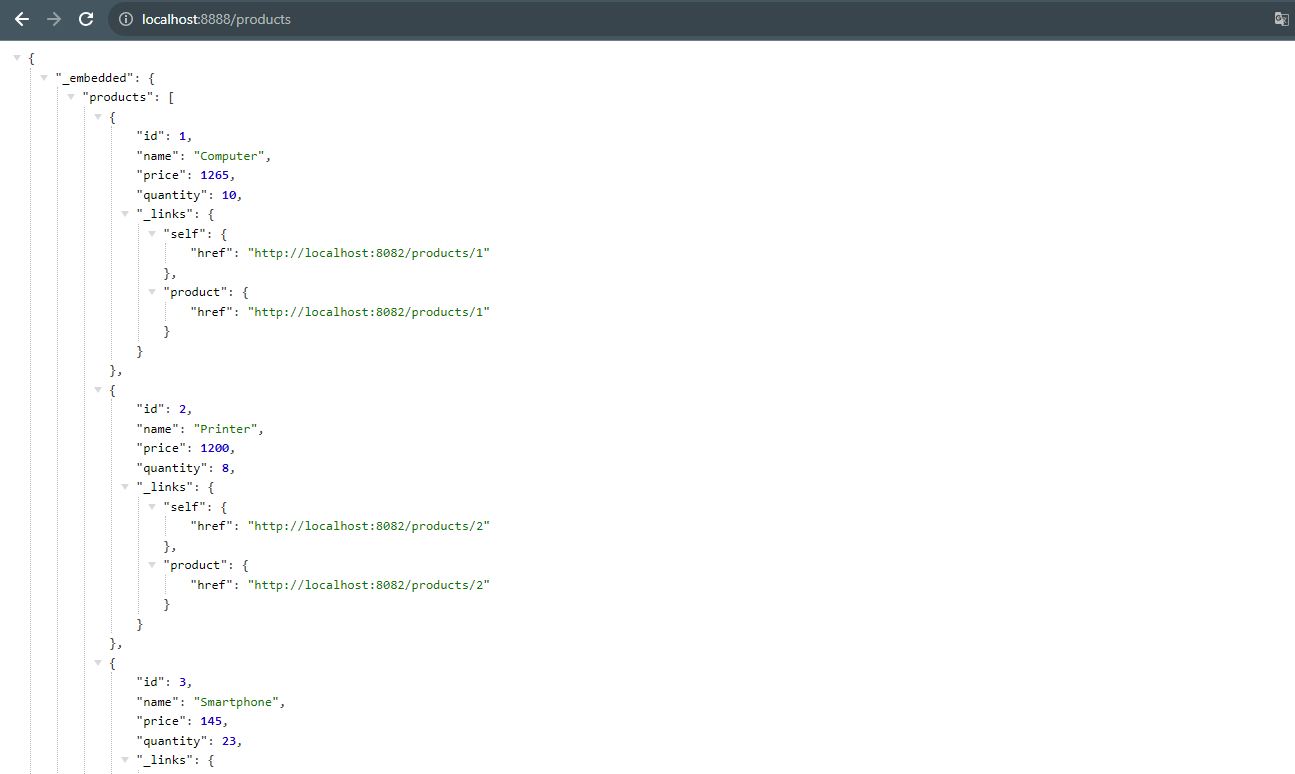 localhost:8888/products
{
"_embedded": {
"products": [
{
"id": 1,
"name": "Computer",
"price": 1265,
"quantity": 10,
"_links": {
"self": {
"href": "http://localhost:8082/products/1"
},
"product": {
"href": "http://localhost:8082/products/1"
}
}
},
{
"id": 2,
"name": "Printer",
"price": 1200,
"quantity": 8,
"_links": {
"self": {
"href": "http://localhost:8082/products/2"
},
"product": {
"href": "http://localhost:8082/products/2"
}
}
},
{
"id": 3,
"name": "Smartphone",
"price": 145,
"quantity": 23,
"_links": {